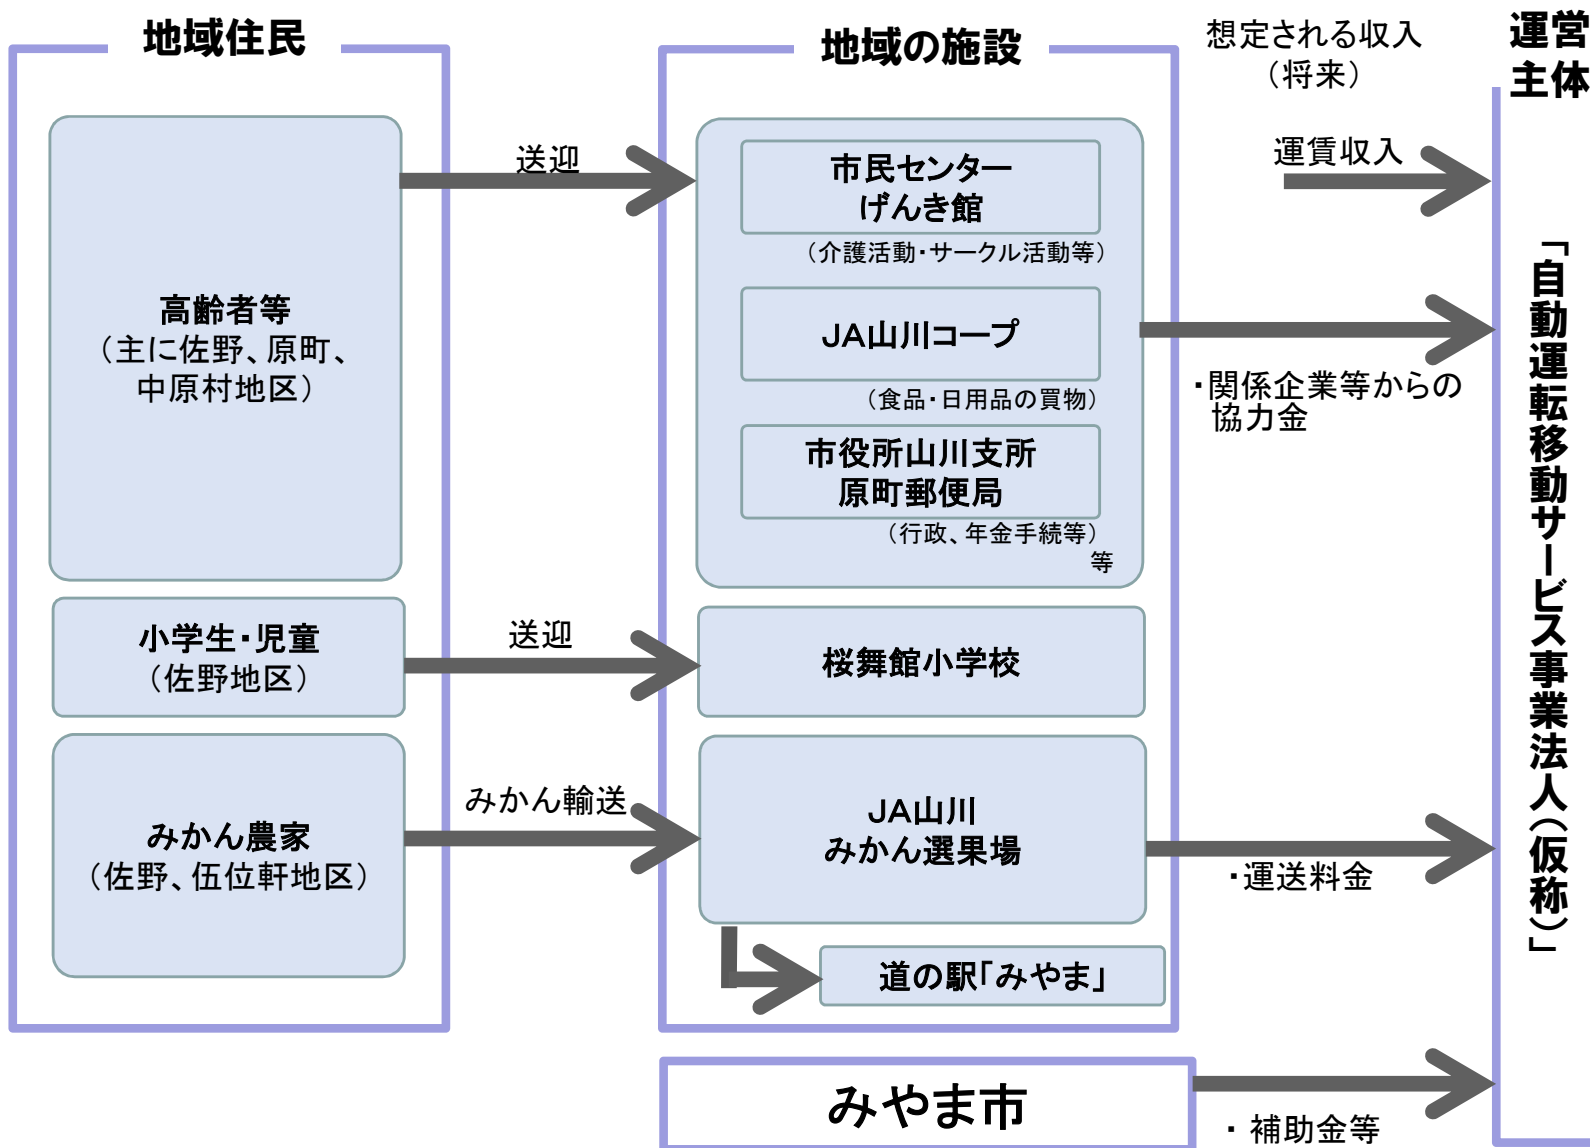 地域住民
高齢者等
（主に佐野、原町、
中原村地区）
小学生・児童
（佐野地区）
みかん農家
（佐野、伍位軒地区）
送迎
送迎
みかん輸送
地域の施設
市民センター
げんき館
（介護活動・サークル活動等）
JA山川コープ
（食品・日用品の買物）
市役所山川支所
原町郵便局
（行政、年金手続等）
等
桜舞館小学校
JA山川
みかん選果場
道の駅「みやま」
みやま市
想定される収入
（将来）
運賃収入
・関係企業等からの
協力金
・運送料金
・補助金等
運営
主体
「自動運転移動サービス事業法人（仮称）」